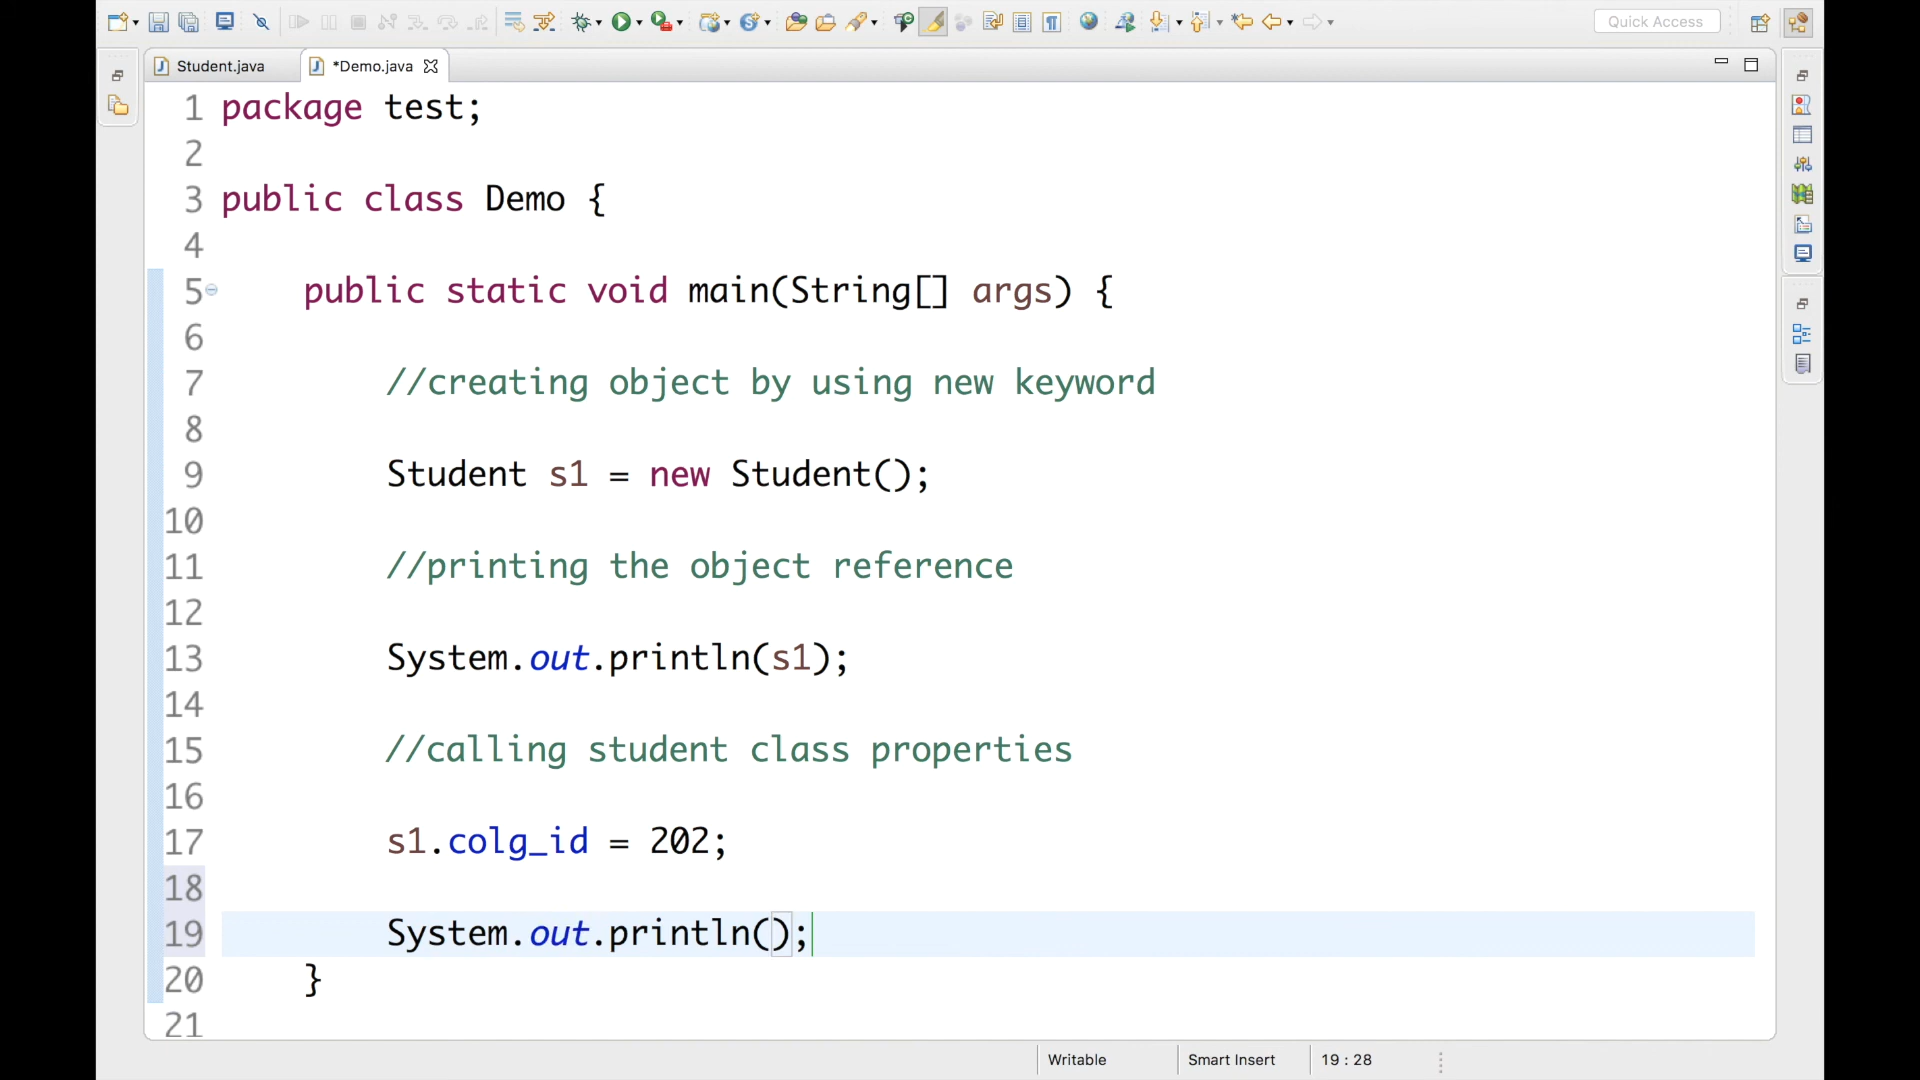 Quick Access
Student.java
*Demo.java
1 package test;
2
3 public class Demo {
4
5 public static void main(String[] args) {
6
7 //creating object by using new keyword
8
9 Student s1 = new Student();
10
11 //printing the object reference
12
13 System.out.println(s1);
14
15 //calling student class properties
16
17 s1.colg_id = 202;
18
19 System.out.println();
20 }
21
Writable
Smart Insert
19 : 28